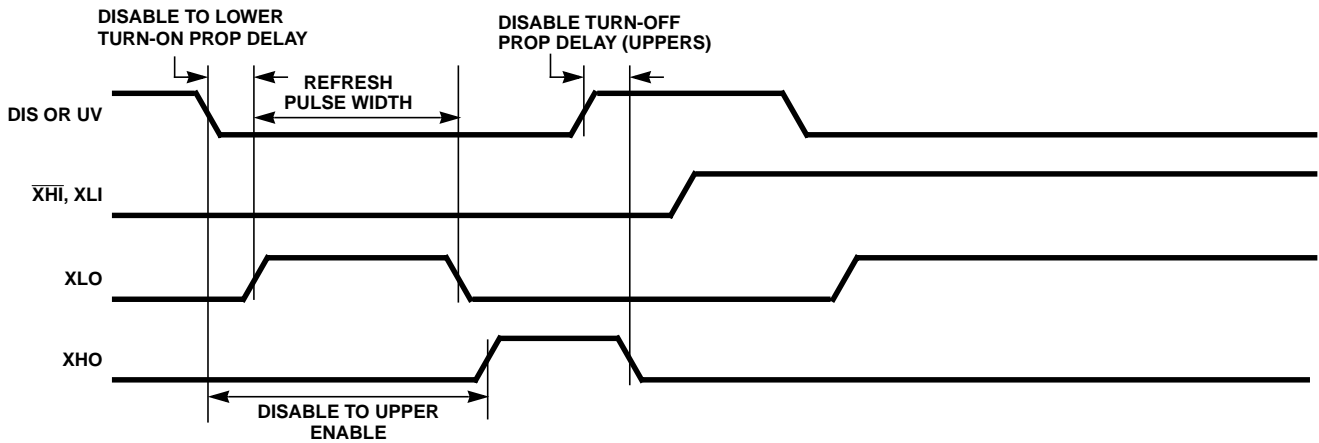 DISABLE TO LOWER
TURN-ON PROP DELAY
DISABLE TURN-OFF
PROP DELAY (UPPERS)
REFRESH
PULSE WIDTH
DIS OR UV
X̅H̅I̅, XLI
XLO
XHO
DISABLE TO UPPER
ENABLE